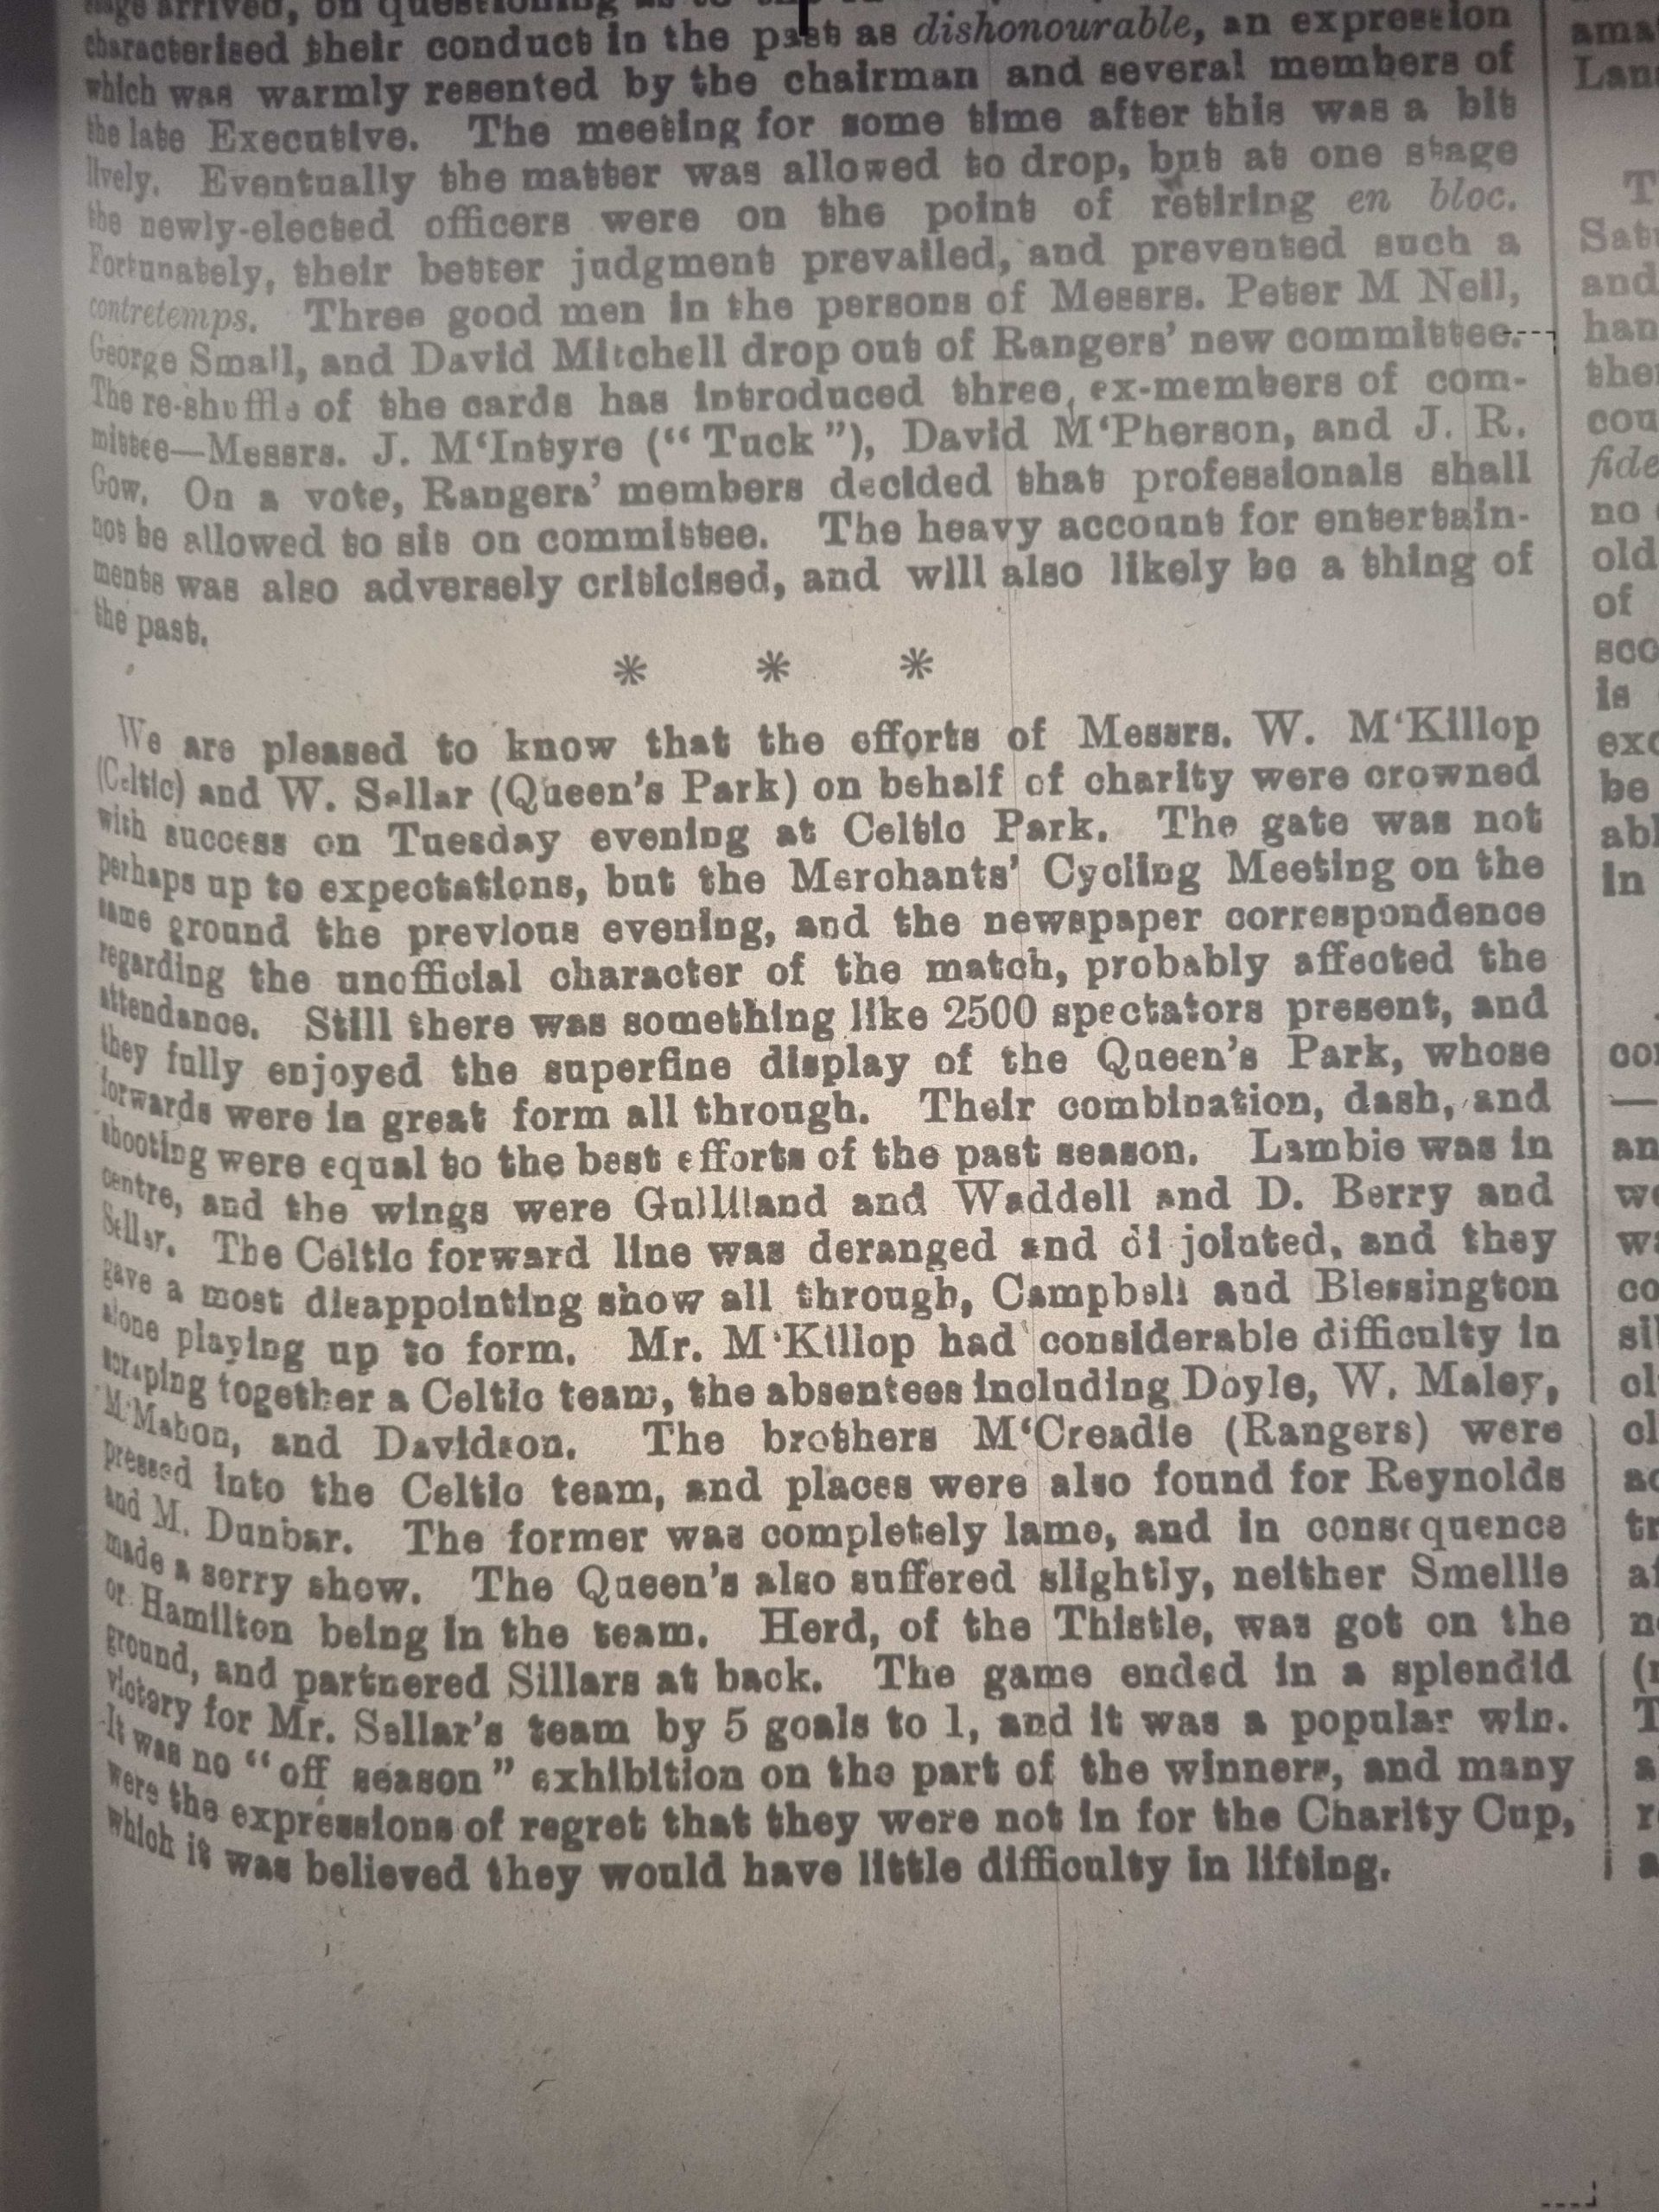 arrived, on questioning as to
characterised their conduct in the past as dishonourable, an expression
which was warmly resented by the chairman and several members of
the late Executive. The meeting for some time after this was a bit
lively. Eventually the matter was allowed to drop, but at one stage
the newly-elected officers were on the point of retiring en bloc.
Fortunately, their better judgment prevailed, and prevented such a
contretemps. Three good men in the persons of Messrs. Peter M Neil,
George Small, and David Mitchell drop out of Rangers' new committee.
The re-shuffle of the cards has introduced three, ex-members of com-
mittee—Messrs. J. M'Intyre ("Tuck"), David M'Pherson, and J. R.
Gow. On a vote, Rangers' members decided that professionals shall
not be allowed to sit on committee. The heavy account for entertain-
ments was also adversely criticised, and will also likely be a thing of
the past.
* * *
We are pleased to know that the efforts of Messrs. W. M'Killop
(Celtic) and W. Sellar (Queen's Park) on behalf of charity were crowned
with success on Tuesday evening at Celtic Park. The gate was not
perhaps up to expectations, but the Merchants' Cycling Meeting on the
same ground the previous evening, and the newspaper correspondence
regarding the unofficial character of the match, probably affected the
attendance. Still there was something like 2500 spectators present, and
they fully enjoyed the superfine display of the Queen's Park, whose
forwards were in great form all through. Their combination, dash, and
shooting were equal to the best efforts of the past season. Lambie was in
centre, and the wings were Gulliland and Waddell and D. Berry and
Sellar. The Celtic forward line was deranged and di jointed, and they
gave a most disappointing show all through, Campbell and Blessington
alone playing up to form. Mr. M'Killop had considerable difficulty in
scraping together a Celtic team, the absentees including Doyle, W. Maley,
M'Mahon, and Davidson. The brothers M'Creadie (Rangers) were
pressed into the Celtic team, and places were also found for Reynolds
and M. Dunbar. The former was completely lame, and in consequence
made a sorry show. The Queen's also suffered slightly, neither Smellie
or Hamilton being in the team. Herd, of the Thistle, was got on the
ground, and partnered Sillars at back. The game ended in a splendid
victory for Mr. Sellar's team by 5 goals to 1, and it was a popular win.
It was no "off season" exhibition on the part of the winners, and many
were the expressions of regret that they were not in for the Charity Cup,
which it was believed they would have little difficulty in lifting.